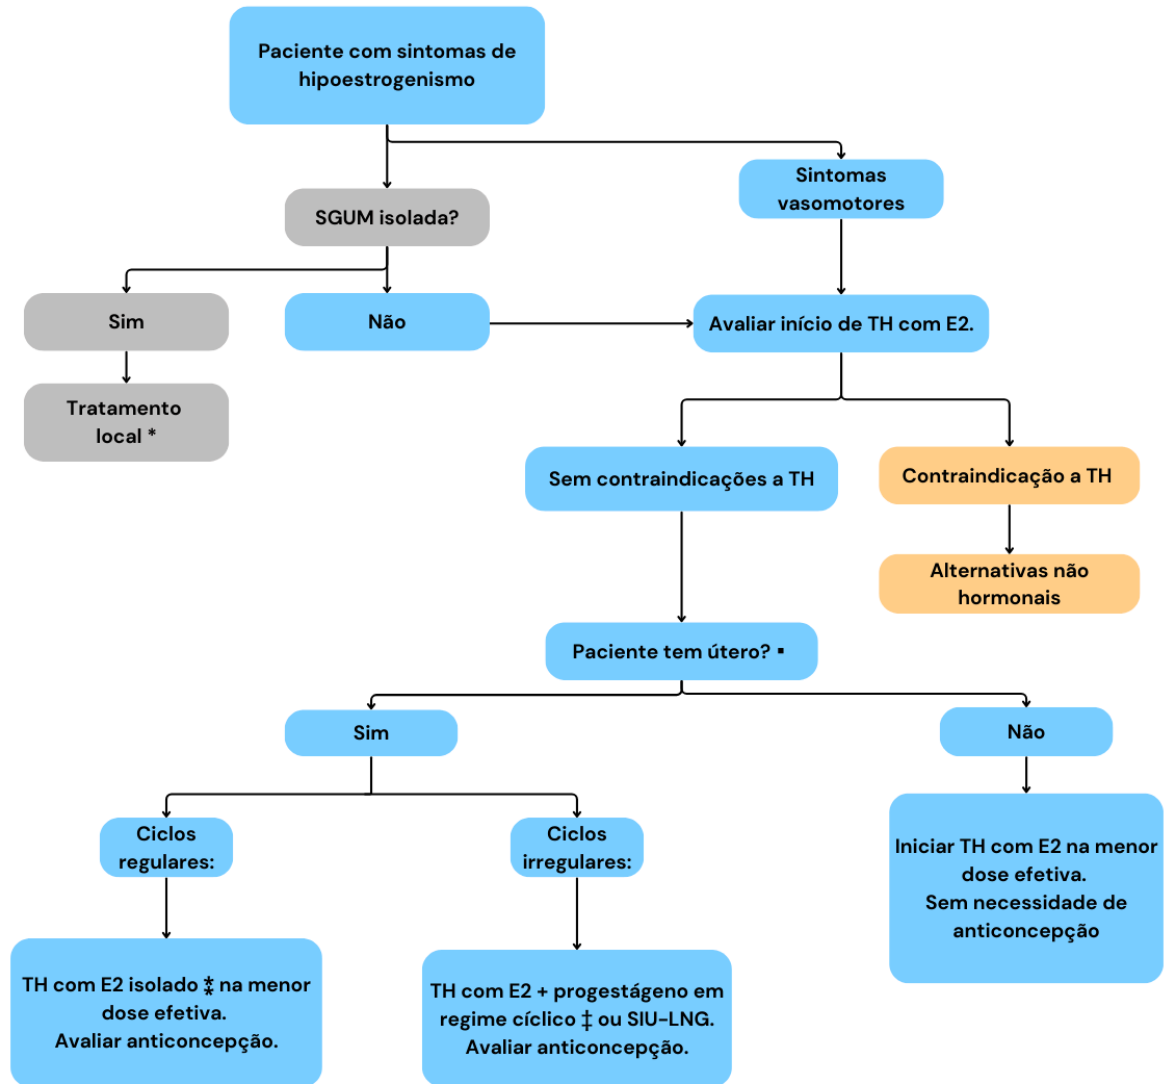 Paciente com sintomas de
hipoestrogenismo
SGUM isolada?
Sintomas
vasomotores
Sim
Não
Avaliar início de TH com E2.
Tratamento
local *
Sem contraindicações a TH
Contraindicação a TH
Alternativas não
hormonais
Paciente tem útero? ▪
Sim
Não
Ciclos
regulares:
Ciclos
irregulares:
Iniciar TH com E2 na menor
dose efetiva.
Sem necessidade de
anticoncepção
TH com E2 isolado ⁑ na menor
dose efetiva.
Avaliar anticoncepção.
TH com E2 + progestágeno em
regime cíclico ‡ ou SIU-LNG.
Avaliar anticoncepção.